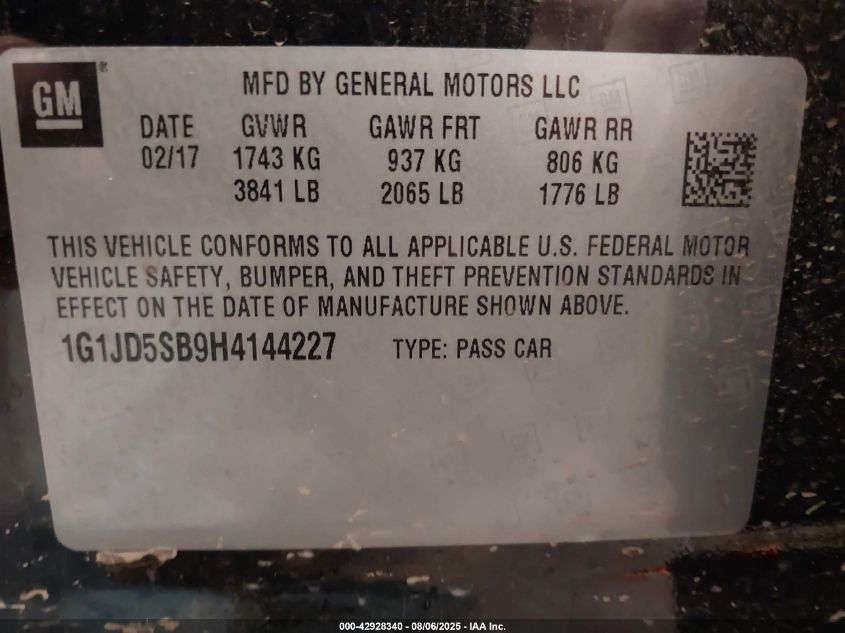 GM®
MFD BY GENERAL MOTORS LLC
DATE GVWR GAWR FRT GAWR RR
02/17 1743 KG 937 KG 806 KG
3841 LB 2065 LB 1776 LB
THIS VEHICLE CONFORMS TO ALL APPLICABLE U.S. FEDERAL MOTOR
VEHICLE SAFETY, BUMPER, AND THEFT PREVENTION STANDARDS IN
EFFECT ON THE DATE OF MANUFACTURE SHOWN ABOVE.
1G1JD5SB9H4144227 TYPE: PASS CAR
000-42928340 - 08/06/2025 - IAA Inc.